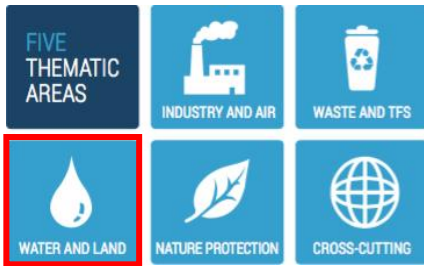 FIVE
THEMATIC
AREAS
INDUSTRY AND AIR
WASTE AND TFS
WATER AND LAND
NATURE PROTECTION
CROSS-CUTTING